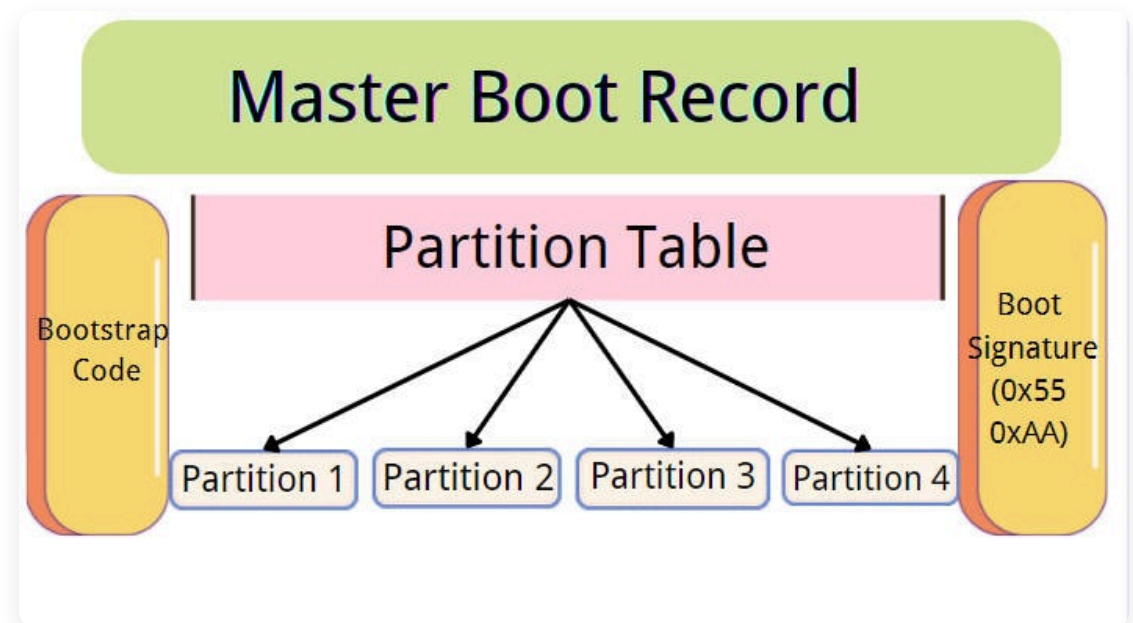 Master Boot Record
Partition Table
Bootstrap
Code
Boot
Signature
(0x55
0xAA)
Partition 1
Partition 2
Partition 3
Partition 4